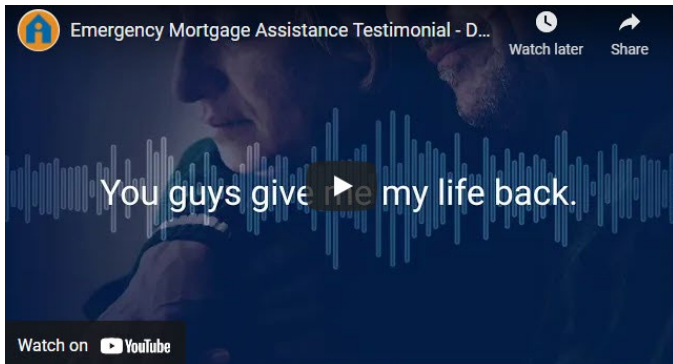 Emergency Mortgage Assistance Testimonial - D...
Watch later
Share
You guys give me my life back.
Watch on YouTube